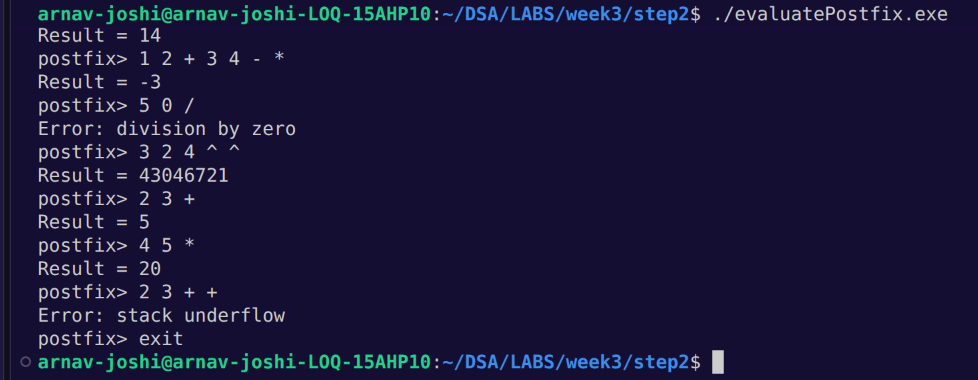 arnav-joshi@arnav-joshi-LOQ-15AHP10:~/DSA/LABS/week3/step2$ ./evaluatePostfix.exe
Result = 14
postfix> 1 2 + 3 4 - *
Result = -3
postfix> 5 0 /
Error: division by zero
postfix> 3 2 4 ^ ^
Result = 43046721
postfix> 2 3 +
Result = 5
postfix> 4 5 *
Result = 20
postfix> 2 3 + +
Error: stack underflow
postfix> exit
arnav-joshi@arnav-joshi-LOQ-15AHP10:~/DSA/LABS/week3/step2$